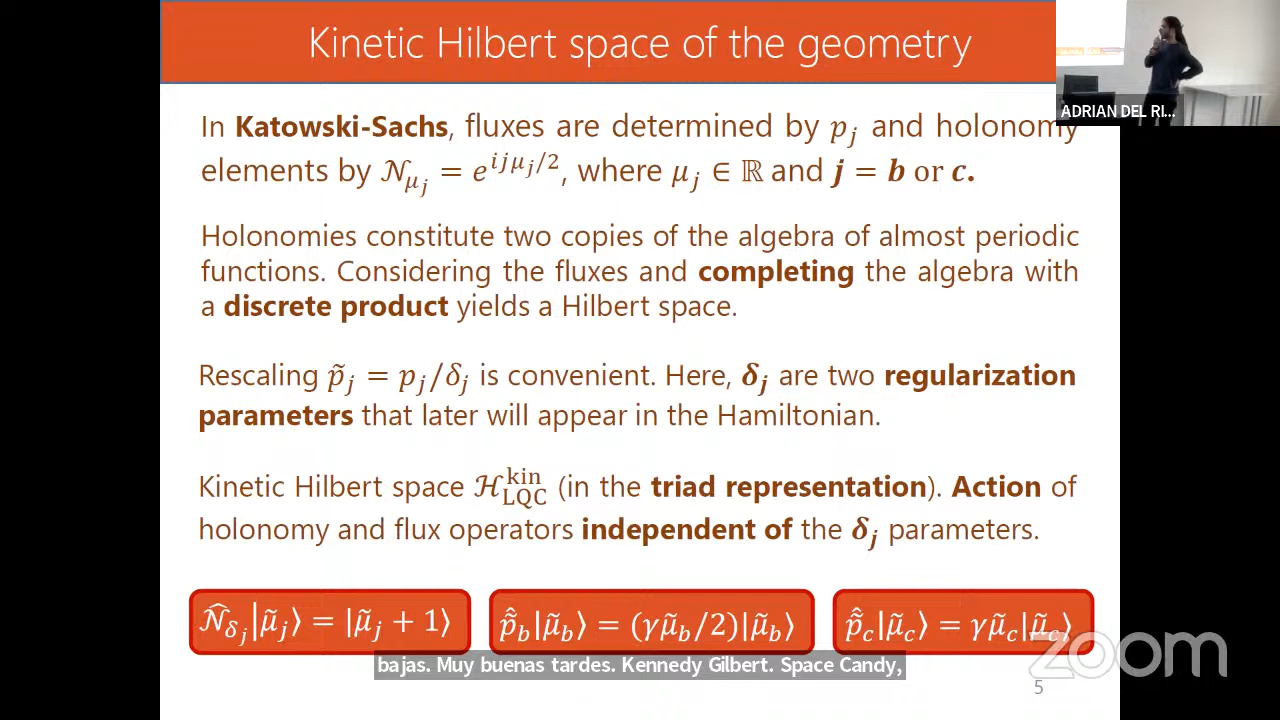 Kinetic Hilbert space of the geometry
ADRIAN DEL RI...
In Katowski-Sachs, fluxes are determined by p_j and holonomy
elements by 𝒩_{μ_j} = e^{ijμ_j/2}, where μ_j ∈ ℝ and j = b or c.
Holonomies constitute two copies of the algebra of almost periodic
functions. Considering the fluxes and completing the algebra with
a discrete product yields a Hilbert space.
Rescaling p̃_j = p_j/δ_j is convenient. Here, δ_j are two regularization
parameters that later will appear in the Hamiltonian.
Kinetic Hilbert space ℋ_LQC^kin (in the triad representation). Action of
holonomy and flux operators independent of the δ_j parameters.
𝒩̂_{δ_j}|μ̃_j⟩ = |μ̃_j + 1⟩
p̃̂_b|μ̃_b⟩ = (γμ̃_b/2)|μ̃_b⟩
p̃̂_c|μ̃_c⟩ = γμ̃_c|μ̃_c⟩
bajas. Muy buenas tardes. Kennedy Gilbert. Space Candy,
zoom
5